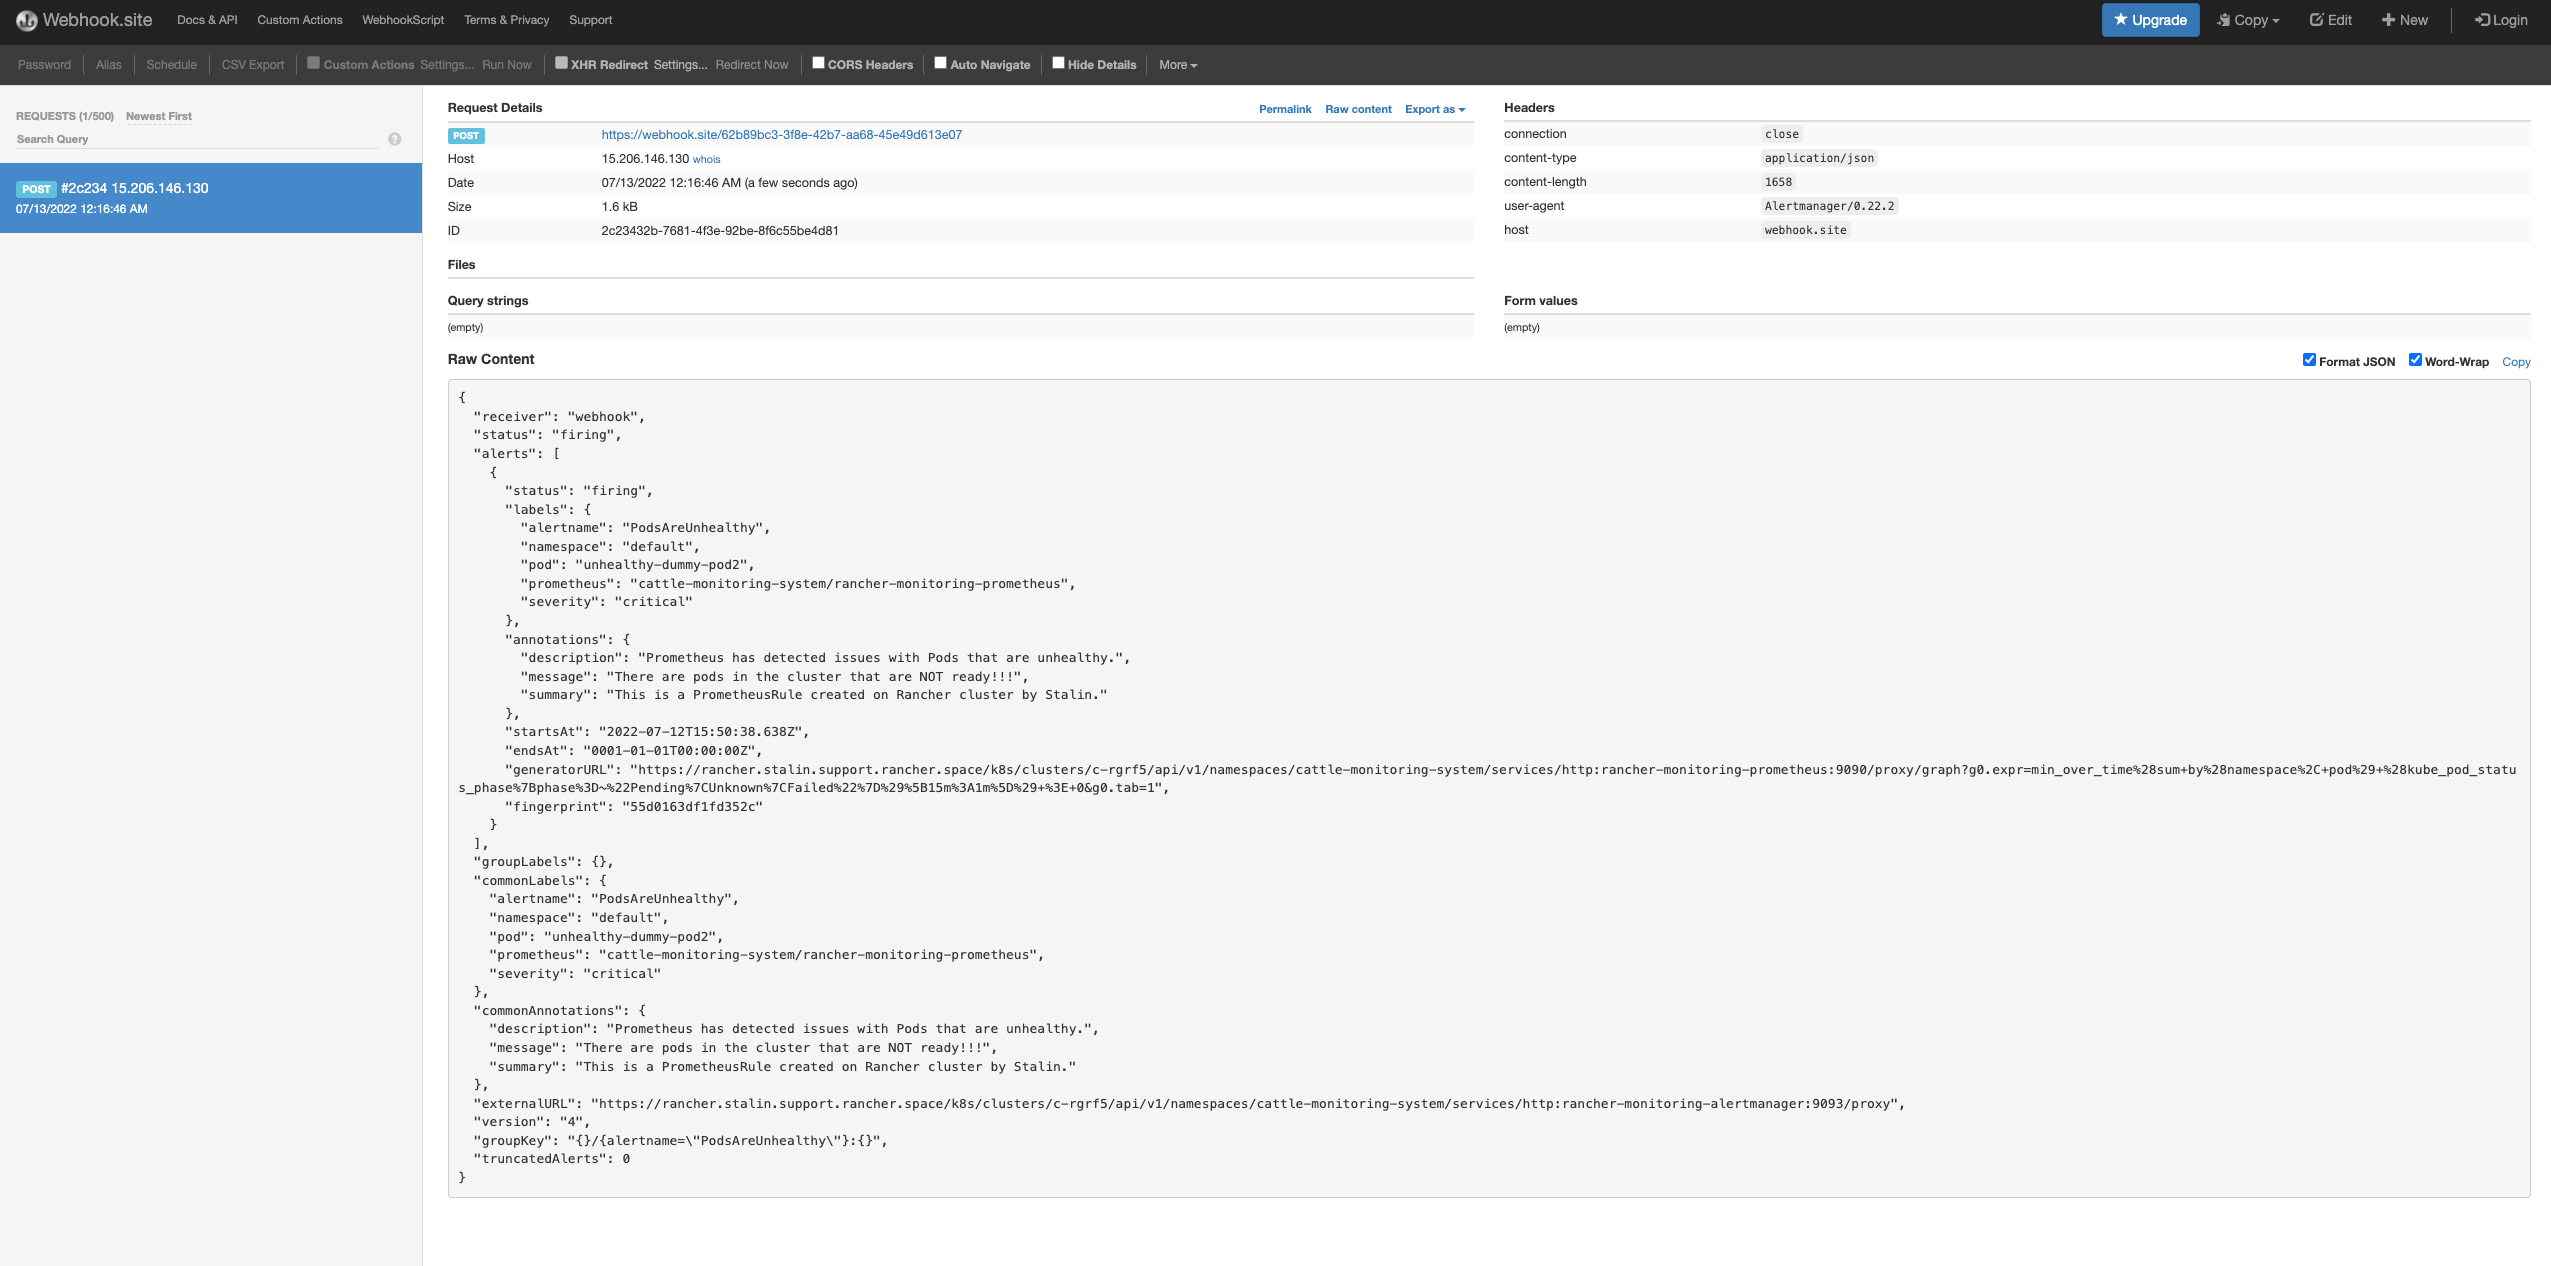 Webhook.site Docs & API Custom Actions WebhookScript Terms & Privacy Support Upgrade Copy Edit New Login
Password Alias Schedule CSV Export Custom Actions Settings... Run Now XHR Redirect Settings... Redirect Now CORS Headers Auto Navigate Hide Details More
REQUESTS (1/500) Newest First
Search Query ?
POST #2c234 15.206.146.130
07/13/2022 12:16:46 AM
Request Details Permalink Raw content Export as
POST https://webhook.site/62b89bc3-3f8e-42b7-aa68-45e49d613e07
Host 15.206.146.130 whois
Date 07/13/2022 12:16:46 AM (a few seconds ago)
Size 1.6 kB
ID 2c23432b-7681-4f3e-92be-8f6c55be4d81
Files
Headers
connection close
content-type application/json
content-length 1658
user-agent Alertmanager/0.22.2
host webhook.site
Query strings
(empty)
Form values
(empty)
Raw Content Format JSON Word-Wrap Copy
{
  "receiver": "webhook",
  "status": "firing",
  "alerts": [
    {
      "status": "firing",
      "labels": {
        "alertname": "PodsAreUnhealthy",
        "namespace": "default",
        "pod": "unhealthy-dummy-pod2",
        "prometheus": "cattle-monitoring-system/rancher-monitoring-prometheus",
        "severity": "critical"
      },
      "annotations": {
        "description": "Prometheus has detected issues with Pods that are unhealthy.",
        "message": "There are pods in the cluster that are NOT ready!!!",
        "summary": "This is a PrometheusRule created on Rancher cluster by Stalin."
      },
      "startsAt": "2022-07-12T15:50:38.638Z",
      "endsAt": "0001-01-01T00:00:00Z",
      "generatorURL": "https://rancher.stalin.support.rancher.space/k8s/clusters/c-rgrf5/api/v1/namespaces/cattle-monitoring-system/services/http:rancher-monitoring-prometheus:9090/proxy/graph?g0.expr=min_over_time%28sum+by%28namespace%2C+pod%29+%28kube_pod_statu
s_phase%7Bphase%3D~%22Pending%7CUnknown%7CFailed%22%7D%29%5B15m%3A1m%5D%29+%3E+0&g0.tab=1",
      "fingerprint": "55d0163df1fd352c"
    }
  ],
  "groupLabels": {},
  "commonLabels": {
    "alertname": "PodsAreUnhealthy",
    "namespace": "default",
    "pod": "unhealthy-dummy-pod2",
    "prometheus": "cattle-monitoring-system/rancher-monitoring-prometheus",
    "severity": "critical"
  },
  "commonAnnotations": {
    "description": "Prometheus has detected issues with Pods that are unhealthy.",
    "message": "There are pods in the cluster that are NOT ready!!!",
    "summary": "This is a PrometheusRule created on Rancher cluster by Stalin."
  },
  "externalURL": "https://rancher.stalin.support.rancher.space/k8s/clusters/c-rgrf5/api/v1/namespaces/cattle-monitoring-system/services/http:rancher-monitoring-alertmanager:9093/proxy",
  "version": "4",
  "groupKey": "{}/{alertname=\"PodsAreUnhealthy\"}:{}",
  "truncatedAlerts": 0
}